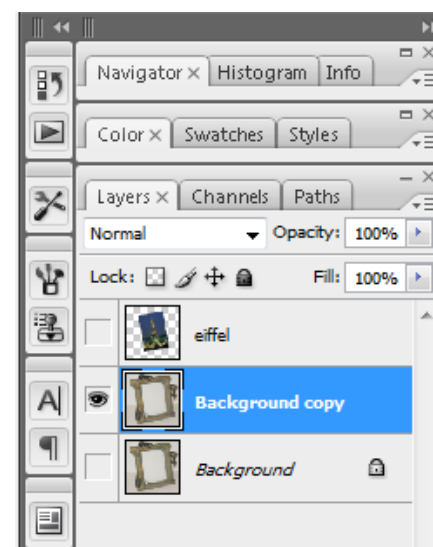 Navigator × Histogram Info
Color × Swatches Styles
Layers × Channels Paths
Normal Opacity: 100%
Lock: Fill: 100%
eiffel
Background copy
A
Background